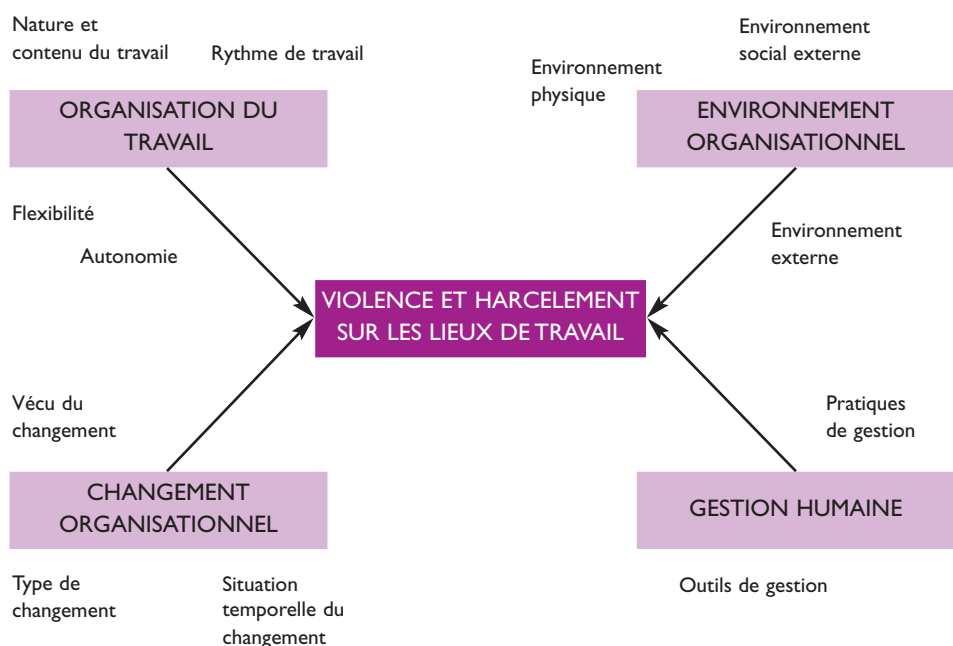 Nature et
contenu du travail
Rythme de travail
ORGANISATION DU
TRAVAIL
Flexibilité
Autonomie
Environnement
social externe
Environnement
physique
ENVIRONNEMENT
ORGANISATIONNEL
Environnement
externe
VIOLENCE ET HARCELEMENT
SUR LES LIEUX DE TRAVAIL
Vécu du
changement
CHANGEMENT
ORGANISATIONNEL
Type de
changement
Situation
temporelle du
changement
Pratiques
de gestion
GESTION HUMAINE
Outils de gestion